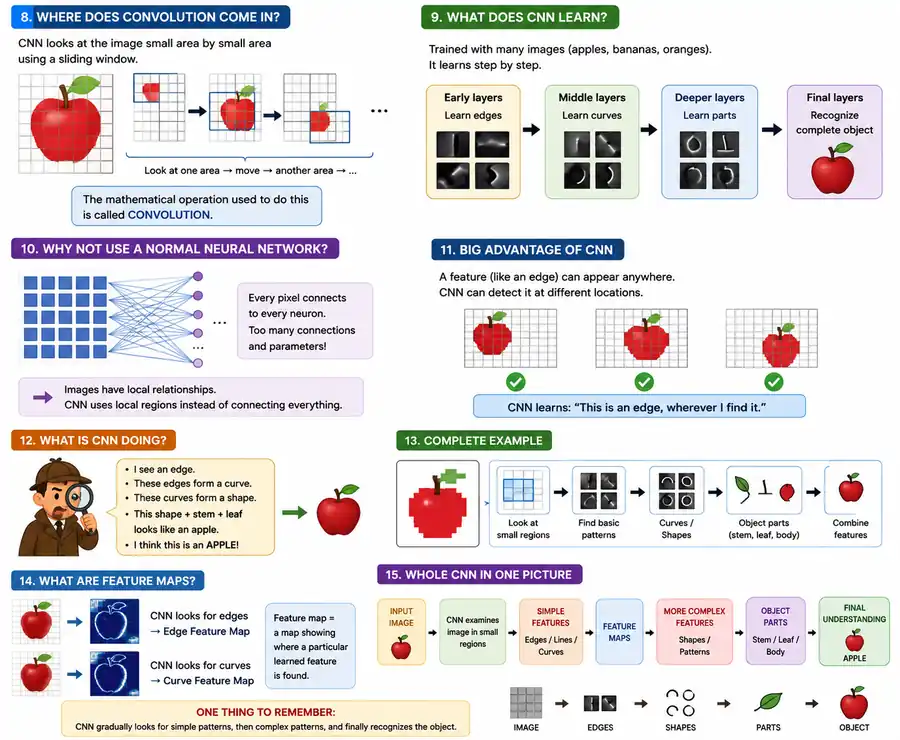 8. WHERE DOES CONVOLUTION COME IN?
CNN looks at the image small area by small area
using a sliding window.
...
Look at one area → move → another area → ...
The mathematical operation used to do this
is called CONVOLUTION.
9. WHAT DOES CNN LEARN?
Trained with many images (apples, bananas, oranges).
It learns step by step.
Early layers
Learn edges
Middle layers
Learn curves
Deeper layers
Learn parts
Final layers
Recognize
complete object
10. WHY NOT USE A NORMAL NEURAL NETWORK?
...
...
Every pixel connects
to every neuron.
Too many connections
and parameters!
Images have local relationships.
CNN uses local regions instead of connecting everything.
11. BIG ADVANTAGE OF CNN
A feature (like an edge) can appear anywhere.
CNN can detect it at different locations.
CNN learns: “This is an edge, wherever I find it.”
12. WHAT IS CNN DOING?
• I see an edge.
• These edges form a curve.
• These curves form a shape.
• This shape + stem + leaf
looks like an apple.
• I think this is an APPLE!
13. COMPLETE EXAMPLE
Look at
small regions
Find basic
patterns
Curves /
Shapes
Object parts
(stem, leaf, body)
Combine
features
14. WHAT ARE FEATURE MAPS?
CNN looks for edges
→ Edge Feature Map
CNN looks for curves
→ Curve Feature Map
Feature map =
a map showing
where a particular
learned feature
is found.
15. WHOLE CNN IN ONE PICTURE
INPUT
IMAGE
CNN examines
image in small
regions
SIMPLE
FEATURES
Edges / Lines /
Curves
FEATURE
MAPS
MORE COMPLEX
FEATURES
Shapes /
Patterns
OBJECT
PARTS
Stem / Leaf /
Body
FINAL
UNDERSTANDING
APPLE
IMAGE
EDGES
SHAPES
PARTS
OBJECT
ONE THING TO REMEMBER:
CNN gradually looks for simple patterns, then complex patterns, and finally recognizes the object.